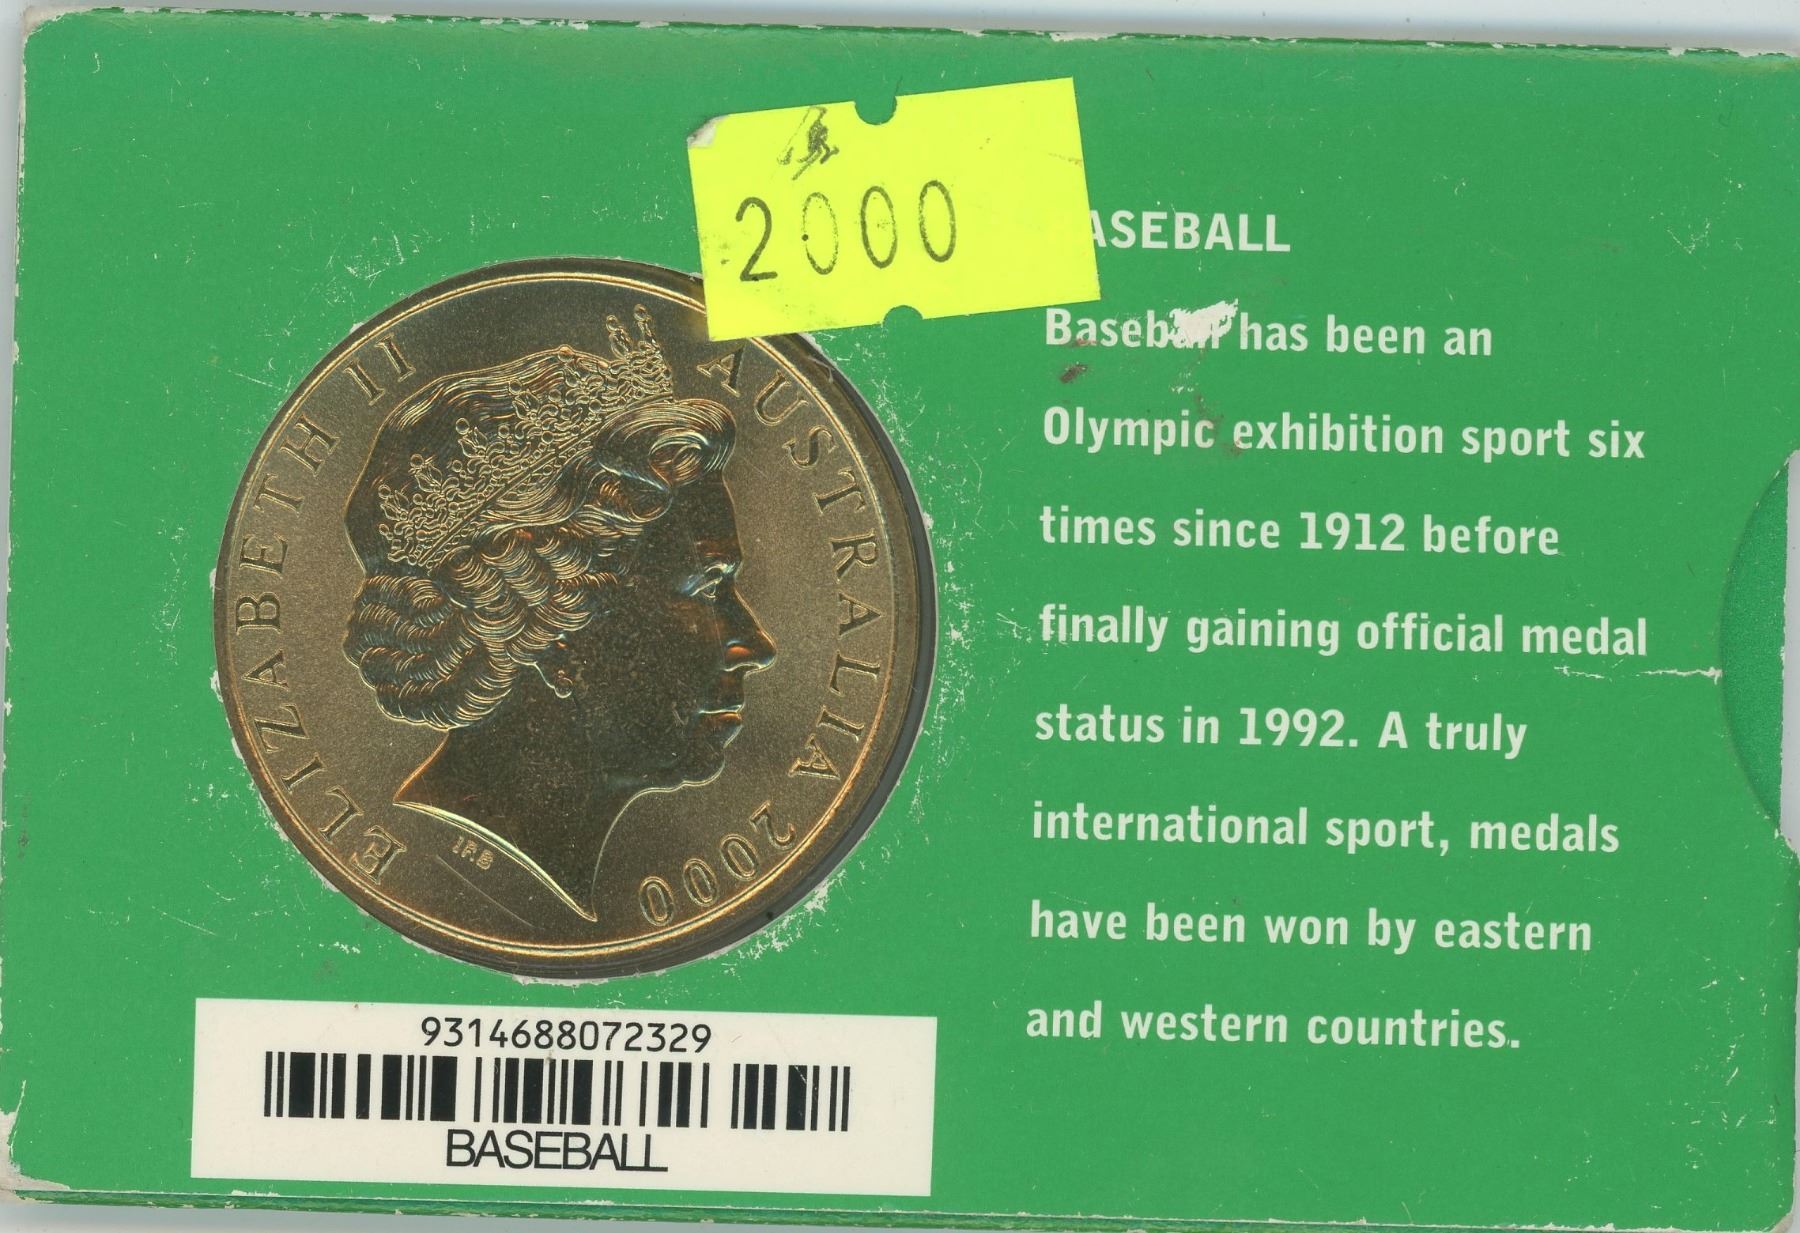 2000
ELIZABETH II
AUSTRALIA 2000
IRB
9314688072329
BASEBALL
ASEBALL
Baseball has been an
Olympic exhibition sport six
times since 1912 before
finally gaining official medal
status in 1992. A truly
international sport, medals
have been won by eastern
and western countries.